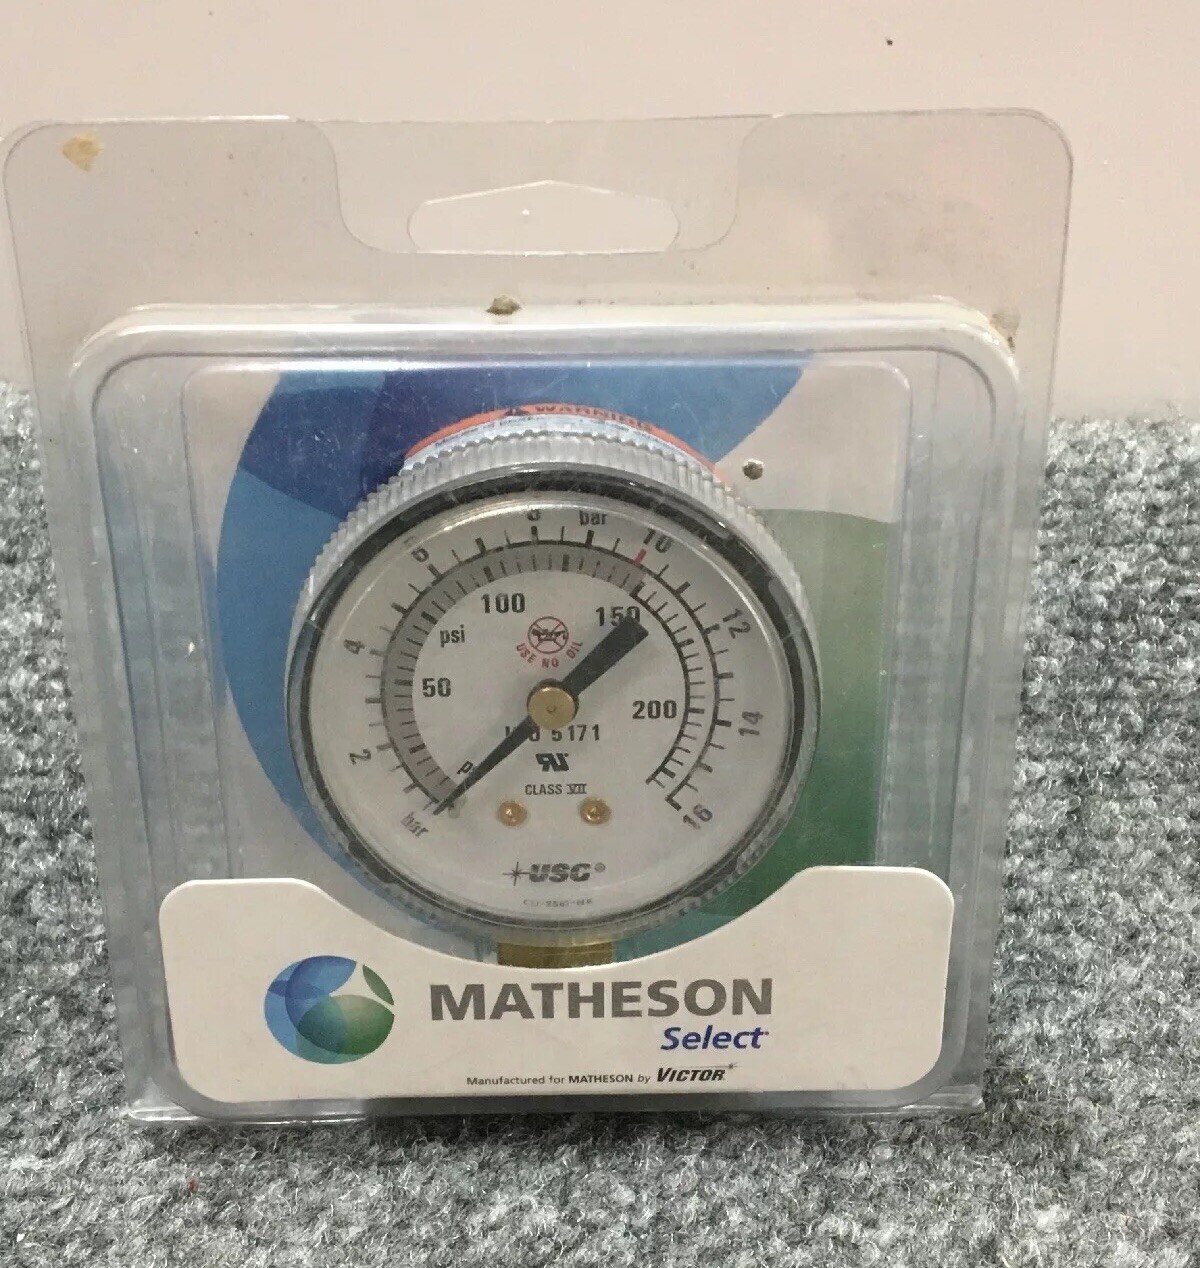 WARNING
8 bar
6 10
100
150
psi
4 12
USE NO OIL
50
200
5171
14
2
CLASS VII
bar
16
USG®
MATHESON
Select
Manufactured for MATHESON by VICTOR